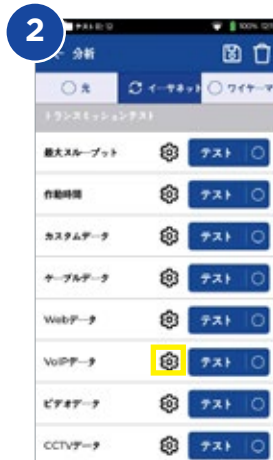 2
100%
← 分析
光 イーサネット ワイヤーマ
トランスミッションテスト
最大スループット テスト
作動時間 テスト
カスタムデータ テスト
ケーブルデータ テスト
Webデータ テスト
VoIPデータ テスト
ビデオデータ テスト
CCTVデータ テスト